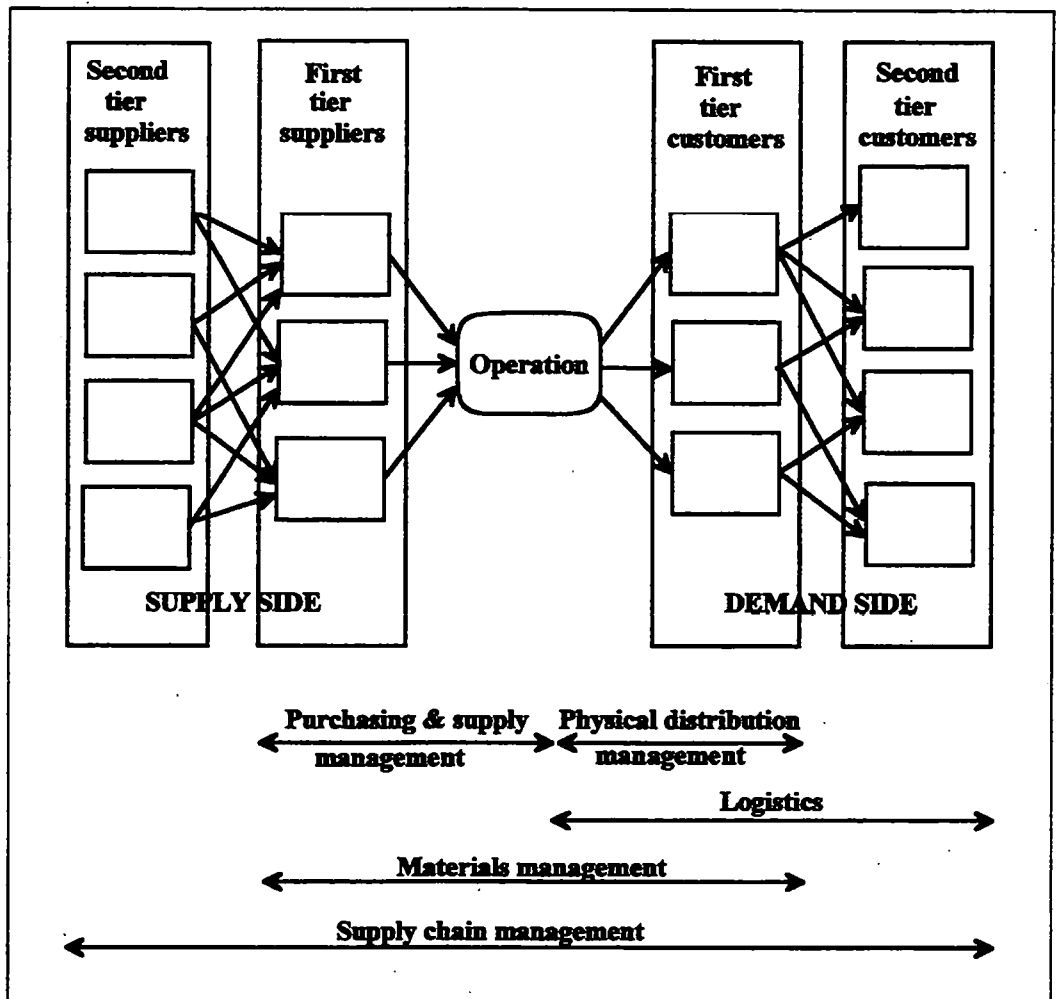 Second
tier
suppliers
First
tier
suppliers
First
tier
customers
Second
tier
customers
Operation
SUPPLY SIDE
DEMAND SIDE
Purchasing & supply
management
Physical distribution
management
Logistics
Materials management
Supply chain management